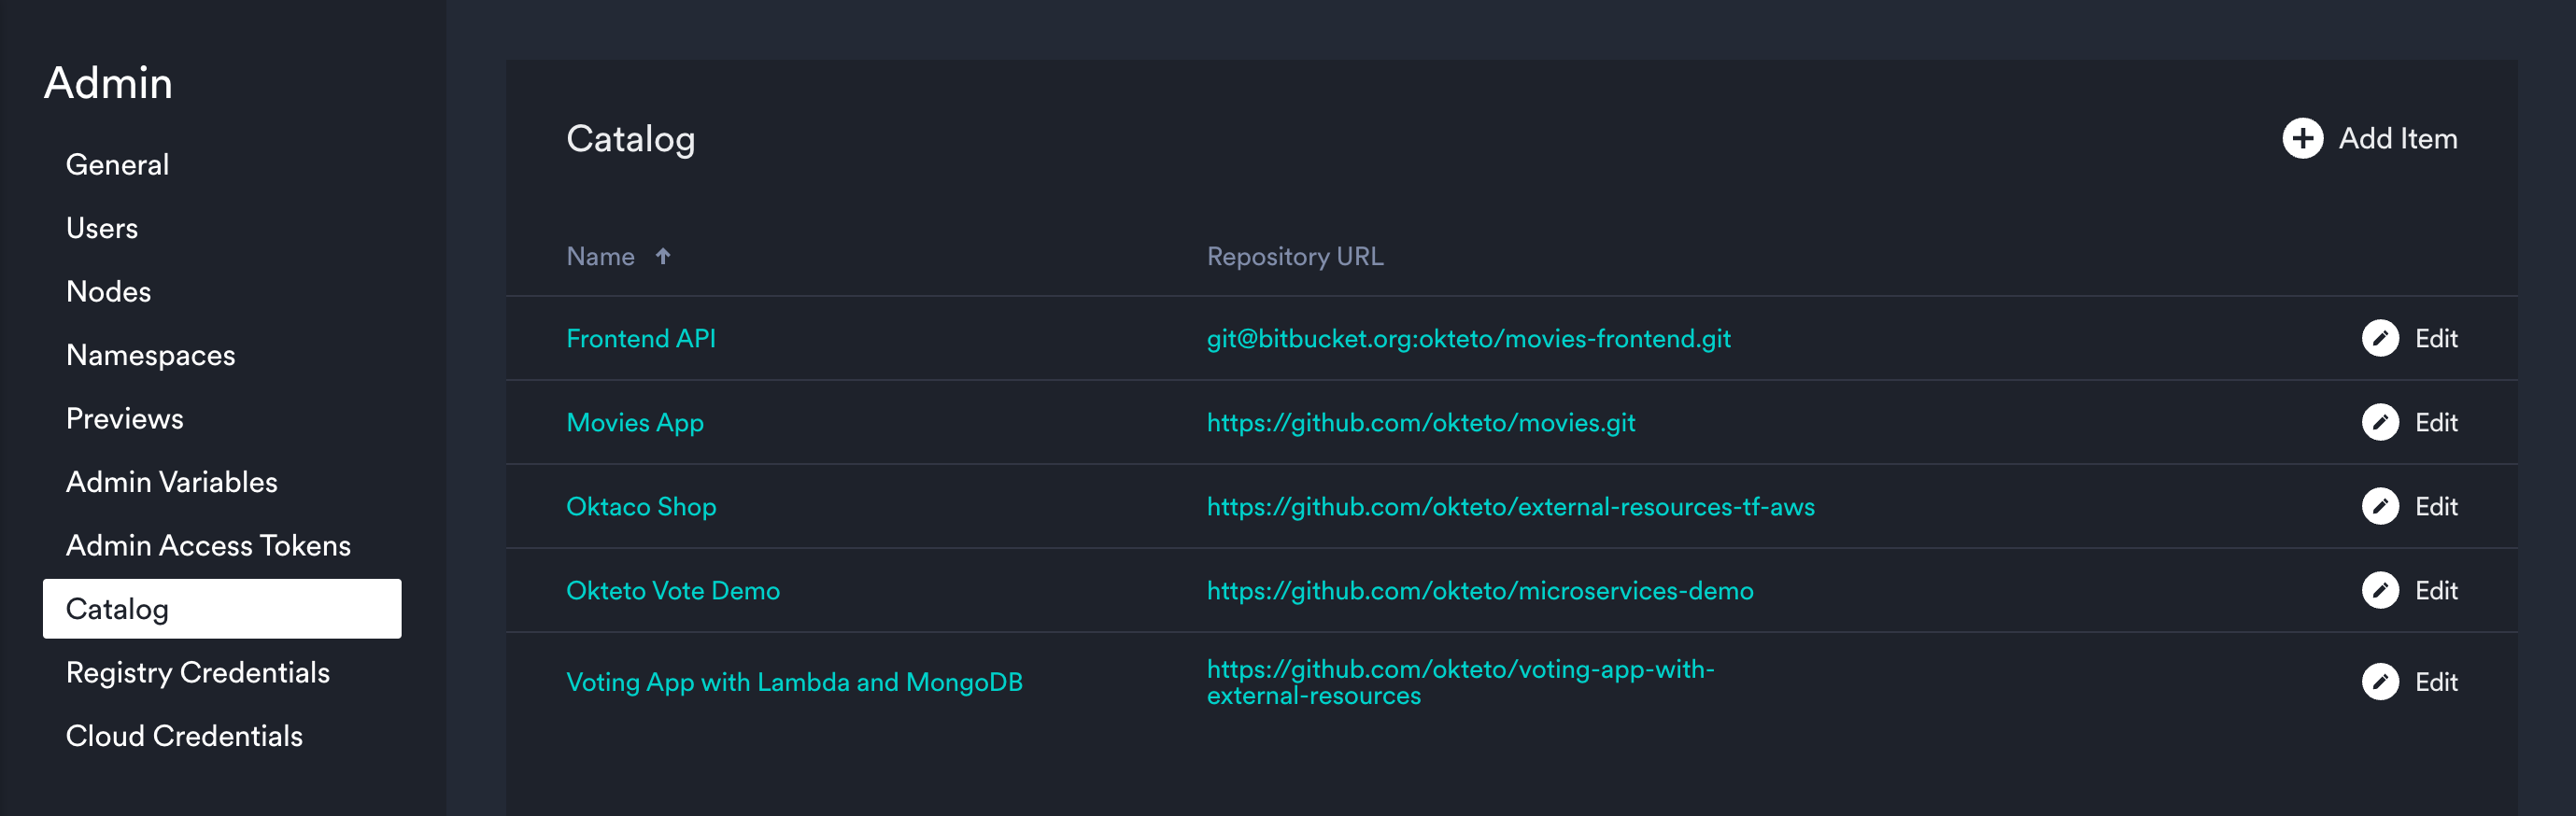 Admin
General
Users
Nodes
Namespaces
Previews
Admin Variables
Admin Access Tokens
Catalog
Registry Credentials
Cloud Credentials
Catalog
Add Item
Name
Repository URL
Frontend API
git@bitbucket.org:okteto/movies-frontend.git
Edit
Movies App
https://github.com/okteto/movies.git
Edit
Oktaco Shop
https://github.com/okteto/external-resources-tf-aws
Edit
Okteto Vote Demo
https://github.com/okteto/microservices-demo
Edit
Voting App with Lambda and MongoDB
https://github.com/okteto/voting-app-with-
external-resources
Edit